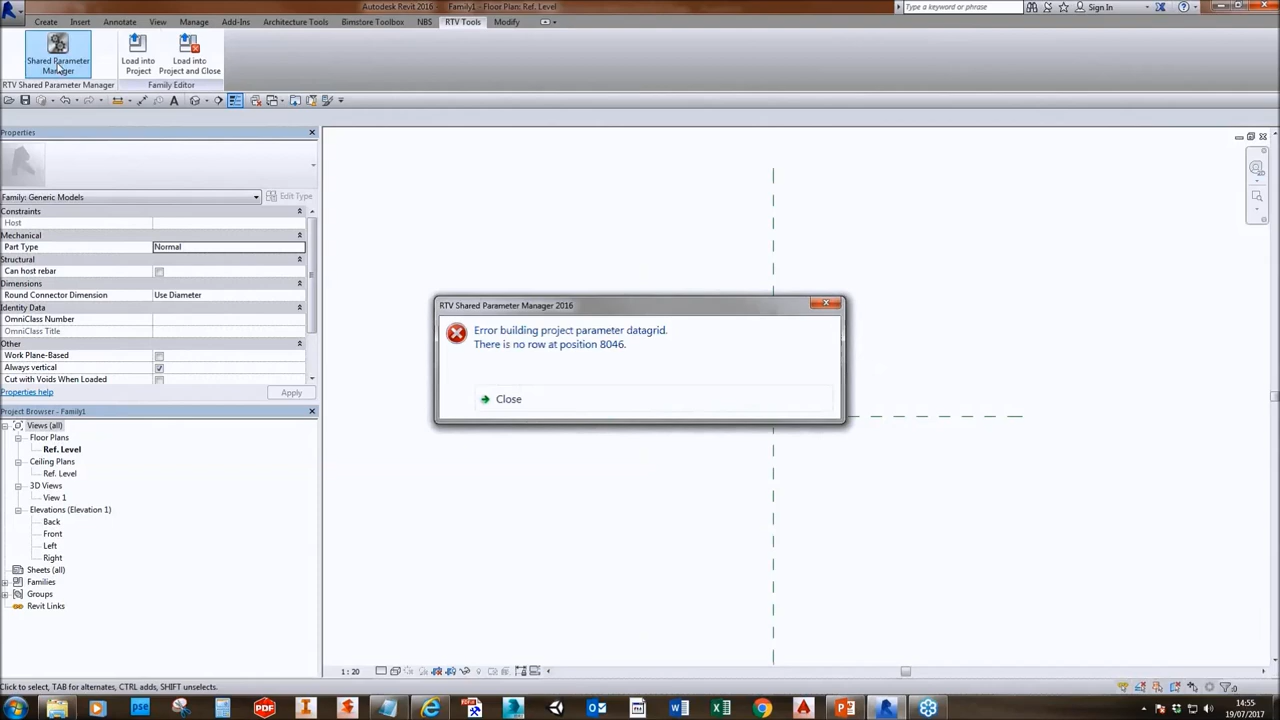 Autodesk Revit 2016 - Family1 - Floor Plan: Ref. Level
Type a keyword or phrase
Sign In
Create Insert Annotate View Manage Add-Ins Architecture Tools Bimstore Toolbox NBS RTV Tools Modify
Shared Parameter
Manager
Load into
Project
Load into
Project and Close
RTV Shared Parameter Manager
Family Editor
Properties
Family: Generic Models
Edit Type
Constraints
Host
Mechanical
Part Type Normal
Structural
Can host rebar
Dimensions
Round Connector Dimension Use Diameter
Identity Data
OmniClass Number
OmniClass Title
Other
Work Plane-Based
Always vertical
Cut with Voids When Loaded
Properties help
Apply
Project Browser - Family1
Views (all)
Floor Plans
Ref. Level
Ceiling Plans
Ref. Level
3D Views
View 1
Elevations (Elevation 1)
Back
Front
Left
Right
Sheets (all)
Families
Groups
Revit Links
RTV Shared Parameter Manager 2016
Error building project parameter datagrid.
There is no row at position 8046.
Close
1 : 20
Click to select, TAB for alternates, CTRL adds, SHIFT unselects.
:0
pse
PDF
14:55
19/07/2017